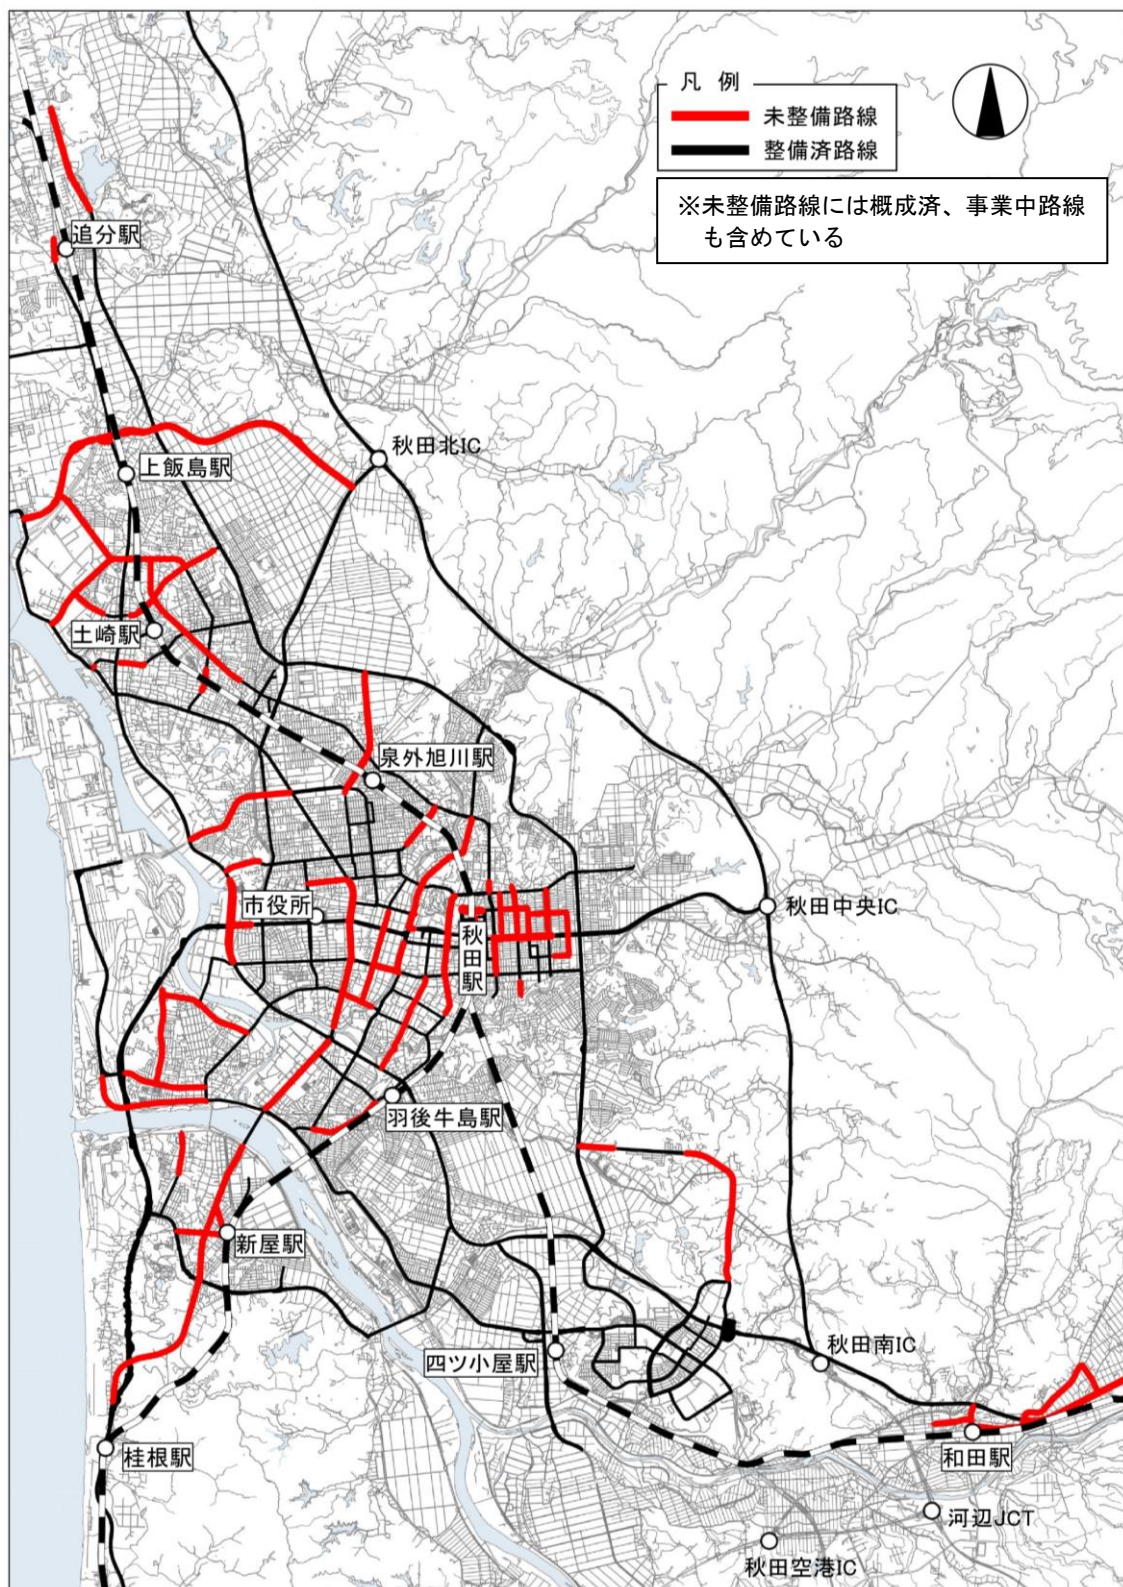 凡 例
未整備路線
整備済路線
※未整備路線には概成済、事業中路線
も含めている
追分駅
秋田北IC
上飯島駅
土崎駅
泉外旭川駅
市役所
秋田駅
秋田中央IC
羽後牛島駅
新屋駅
四ツ小屋駅
秋田南IC
桂根駅
和田駅
河辺JCT
秋田空港IC